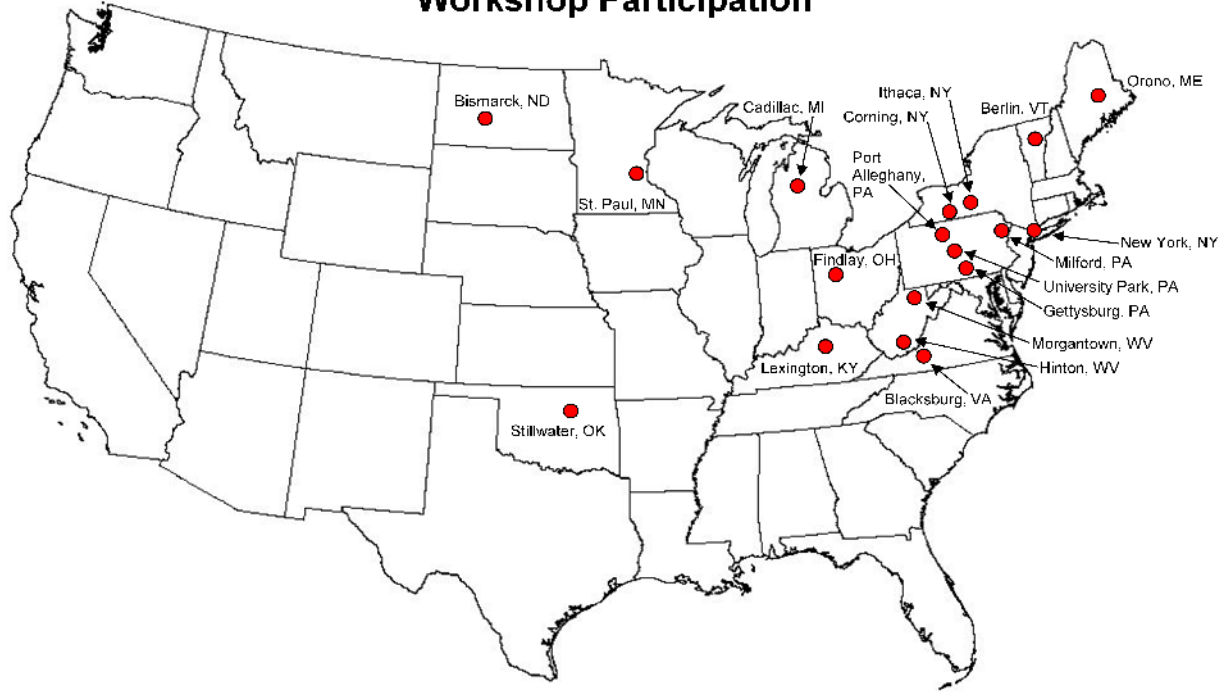 Workshop Participation
Orono, ME
Ithaca, NY
Berlin, VT
Bismarck, ND
Cadillac, MI
Corning, NY
Port
Alleghany,
PA
St. Paul, MN
New York, NY
Findlay, OH
Milford, PA
University Park, PA
Gettysburg, PA
Morgantown, WV
Lexington, KY
Hinton, WV
Blacksburg, VA
Stillwater, OK